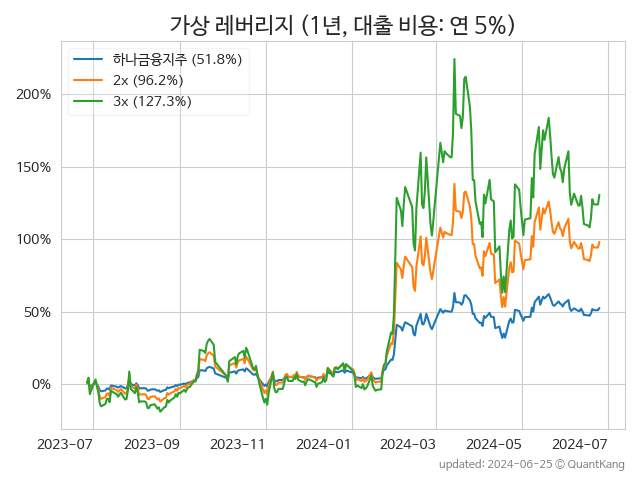 가상 레버리지 (1년, 대출 비용: 연 5%)
하나금융지주 (51.8%)
2x (96.2%)
3x (127.3%)
200%
150%
100%
50%
0%
2023-07 2023-09 2023-11 2024-01 2024-03 2024-05 2024-07
updated: 2024-06-25 © QuantKang